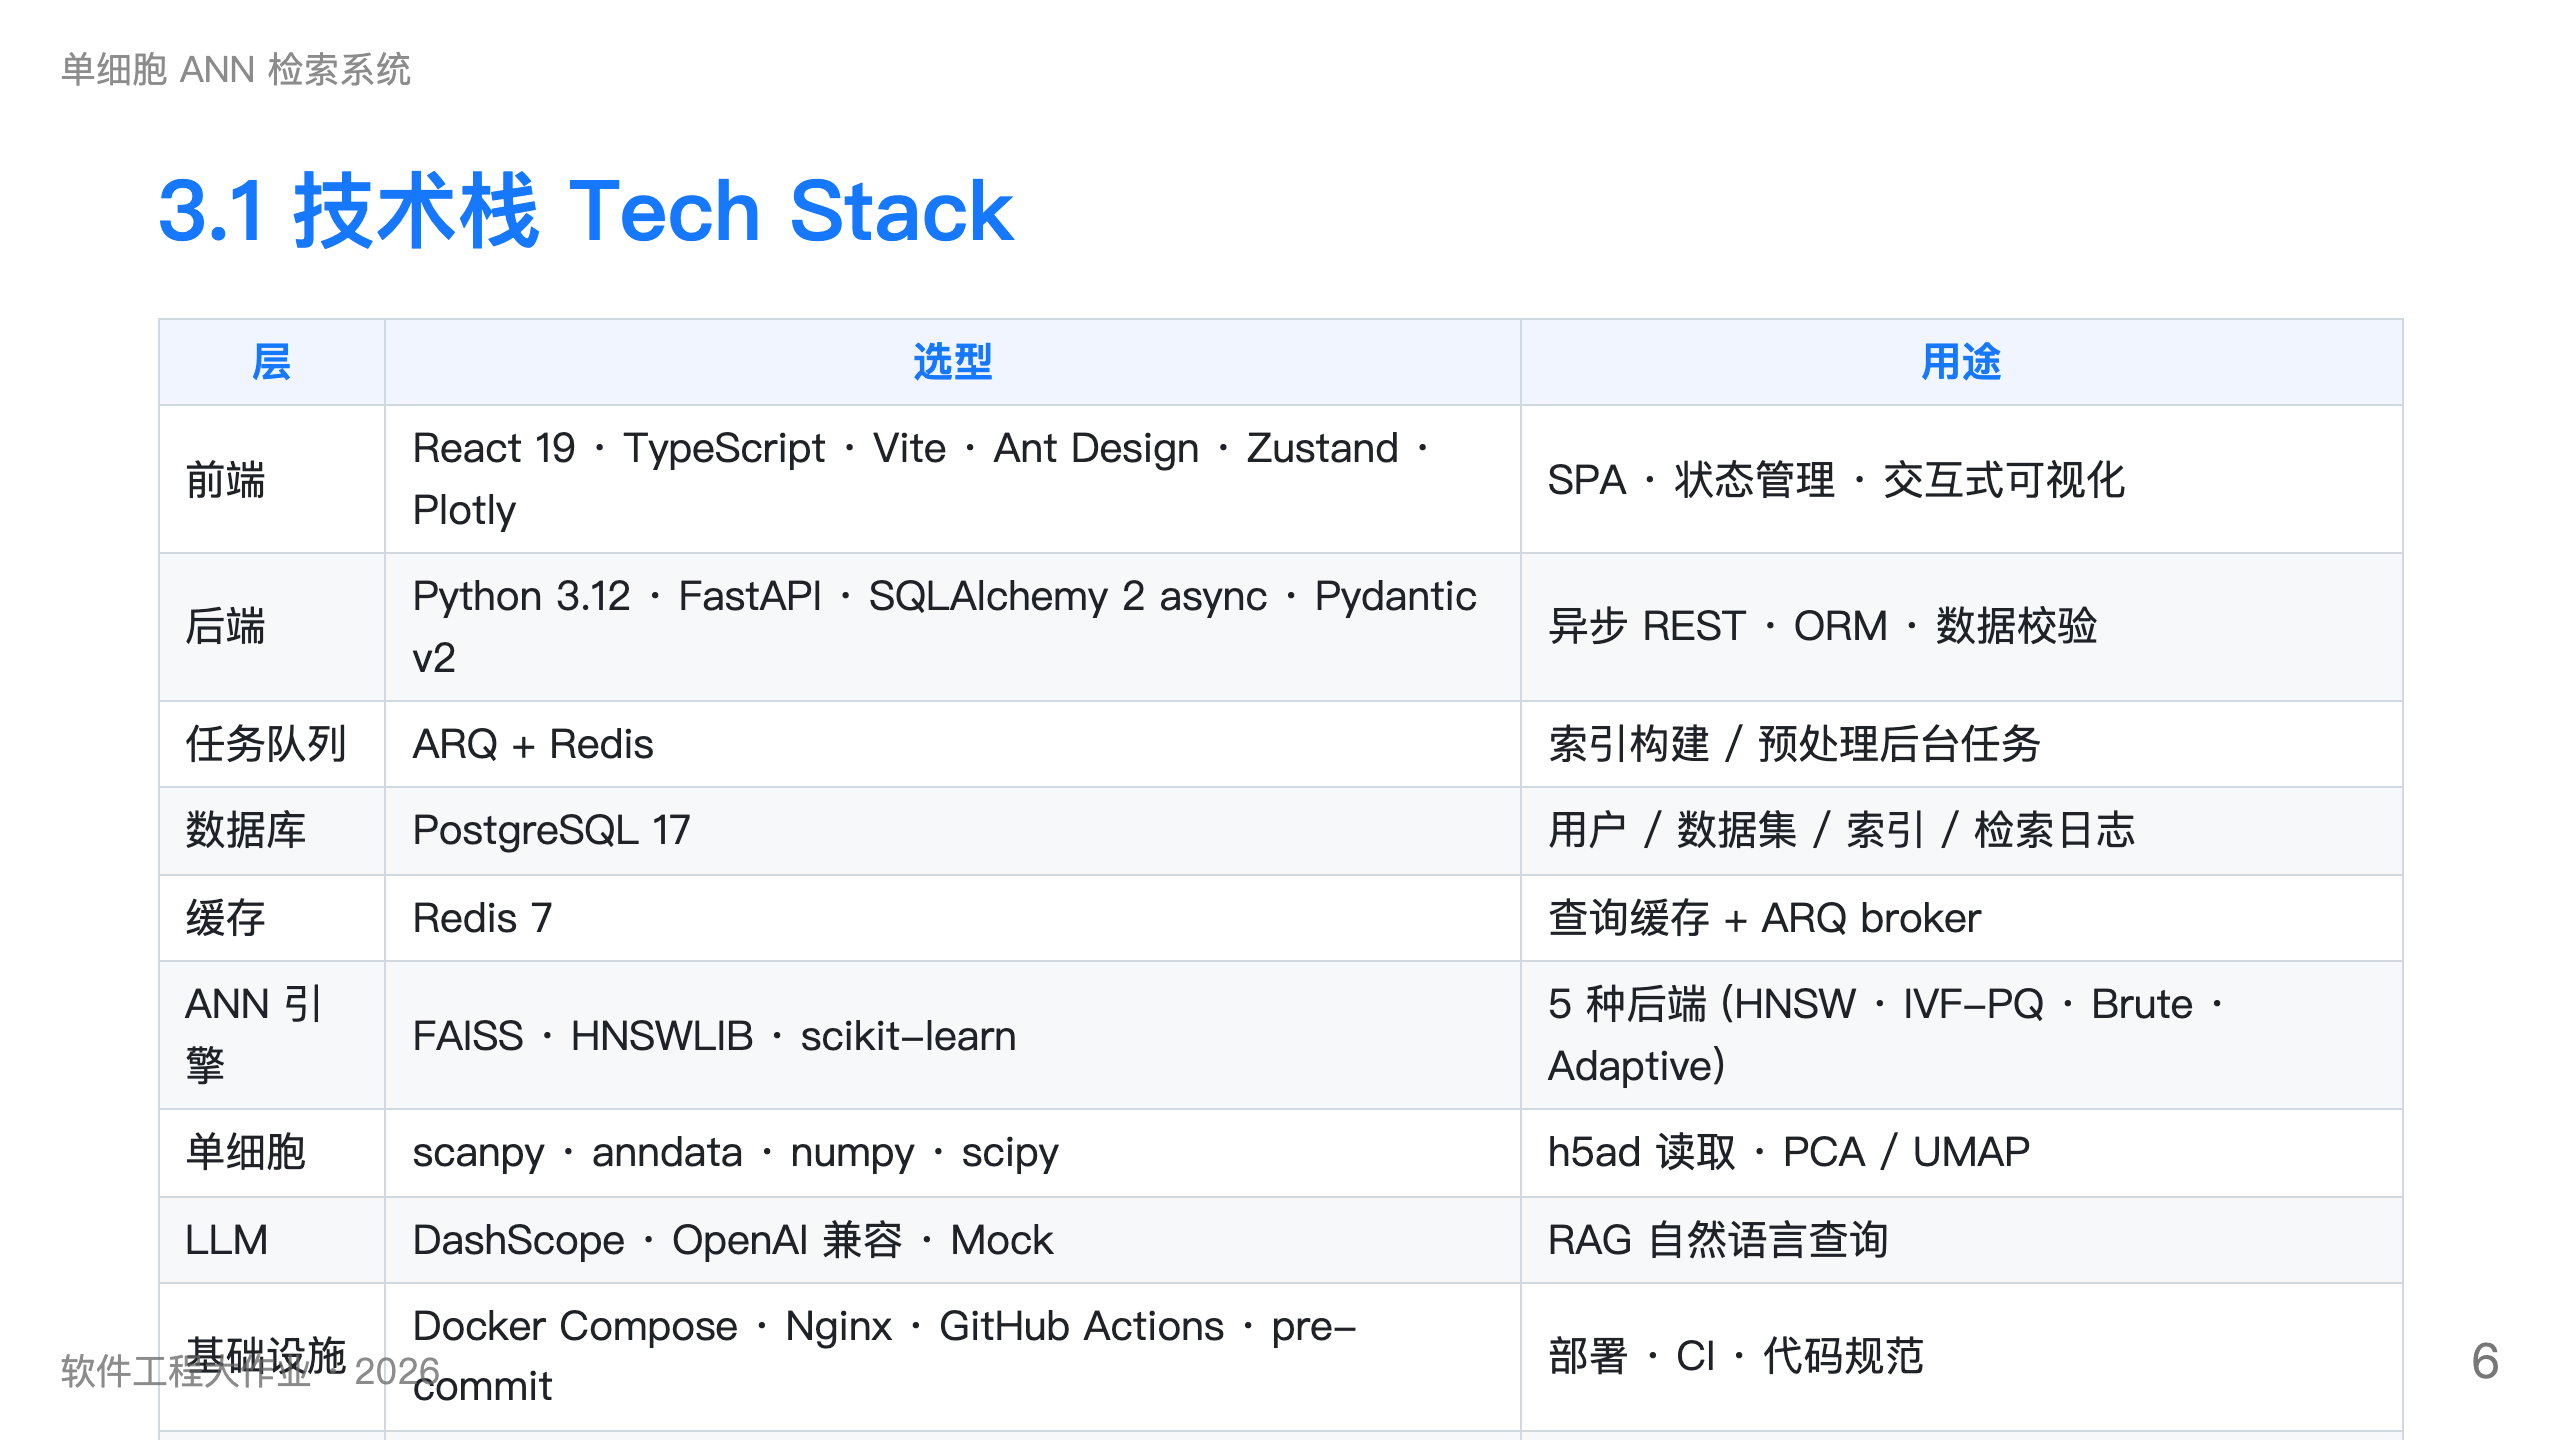 单细胞 ANN 检索系统
3.1 技术栈 Tech Stack
层 选型 用途
前端 React 19 · TypeScript · Vite · Ant Design · Zustand · Plotly SPA · 状态管理 · 交互式可视化
后端 Python 3.12 · FastAPI · SQLAlchemy 2 async · Pydantic v2 异步 REST · ORM · 数据校验
任务队列 ARQ + Redis 索引构建 / 预处理后台任务
数据库 PostgreSQL 17 用户 / 数据集 / 索引 / 检索日志
缓存 Redis 7 查询缓存 + ARQ broker
ANN 引擎 FAISS · HNSWLIB · scikit-learn 5 种后端 (HNSW · IVF-PQ · Brute · Adaptive)
单细胞 scanpy · anndata · numpy · scipy h5ad 读取 · PCA / UMAP
LLM DashScope · OpenAI 兼容 · Mock RAG 自然语言查询
基础设施 Docker Compose · Nginx · GitHub Actions · pre-commit 部署 · CI · 代码规范
软件工程大作业 · 2026
6